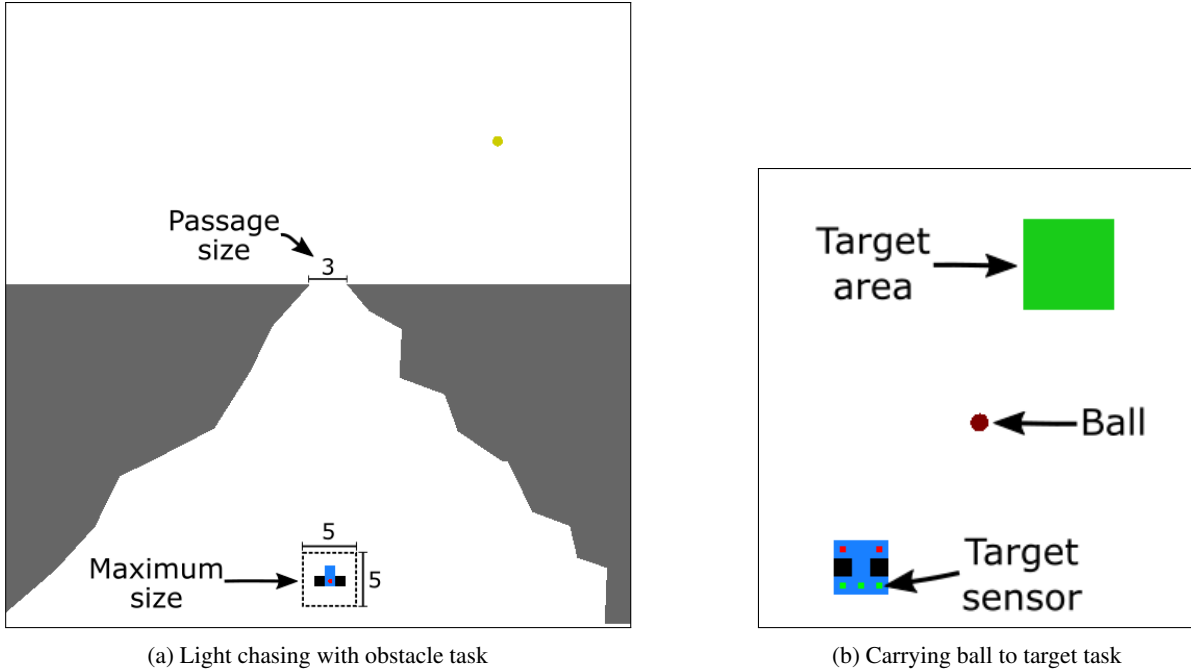 Passage
size
3
5
5
Maximum
size
(a) Light chasing with obstacle task
Target
area
Ball
Target
sensor
(b) Carrying ball to target task